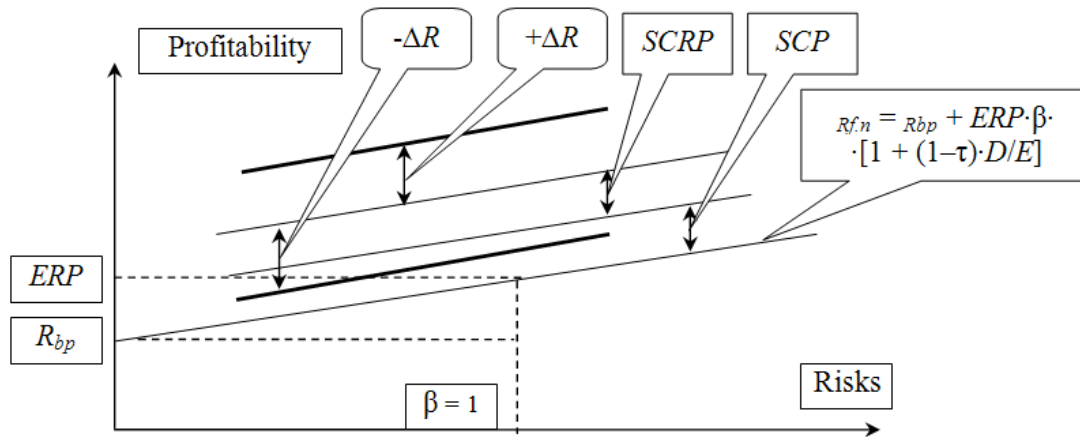 Profitability
-ΔR
+ΔR
SCRP
SCP
Rf.n = Rbp + ERP·β·
·[1 + (1–τ)·D/E]
ERP
Rbp
β = 1
Risks